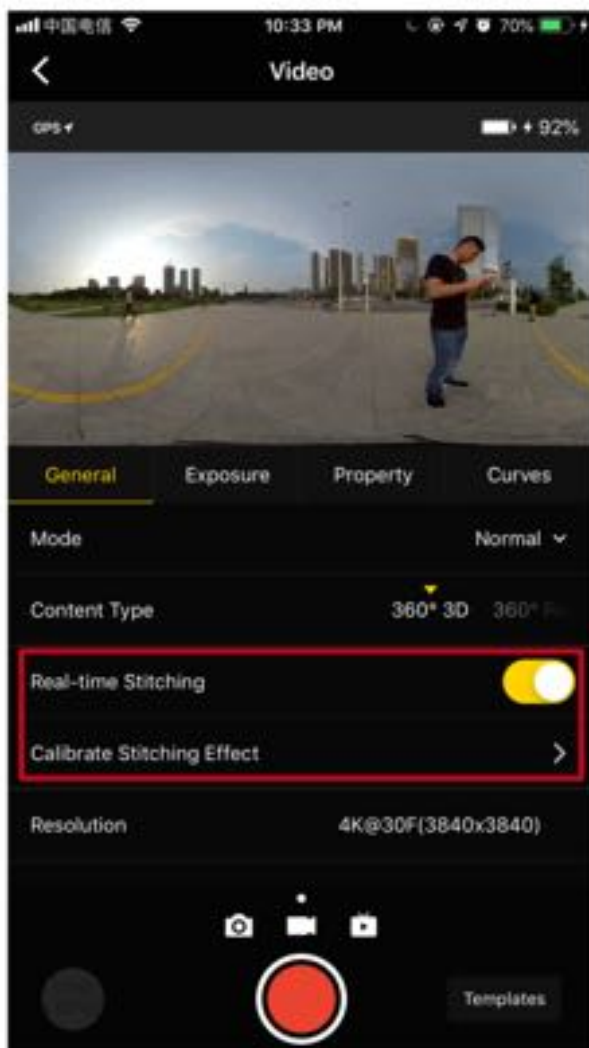 中国电信 10:33 PM 70%
Video
GPS + 92%
General Exposure Property Curves
Mode Normal
Content Type 360° 3D 360°
Real-time Stitching
Calibrate Stitching Effect
Resolution 4K@30F(3840x3840)
Templates